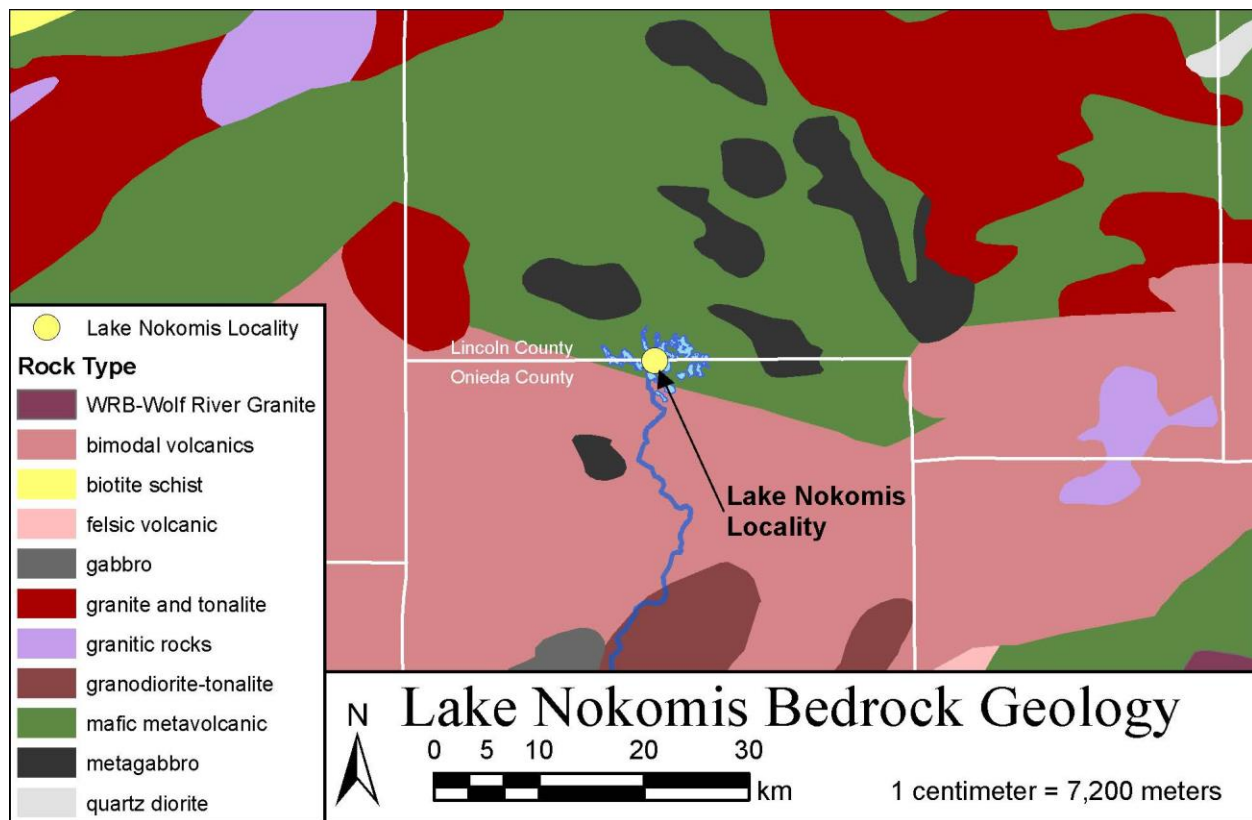 Lincoln County
Onieda County
Lake Nokomis
Locality
Lake Nokomis Locality
Rock Type
WRB-Wolf River Granite
bimodal volcanics
biotite schist
felsic volcanic
gabbro
granite and tonalite
granitic rocks
granodiorite-tonalite
mafic metavolcanic
metagabbro
quartz diorite
N
Lake Nokomis Bedrock Geology
0 5 10 20 30
km
1 centimeter = 7,200 meters